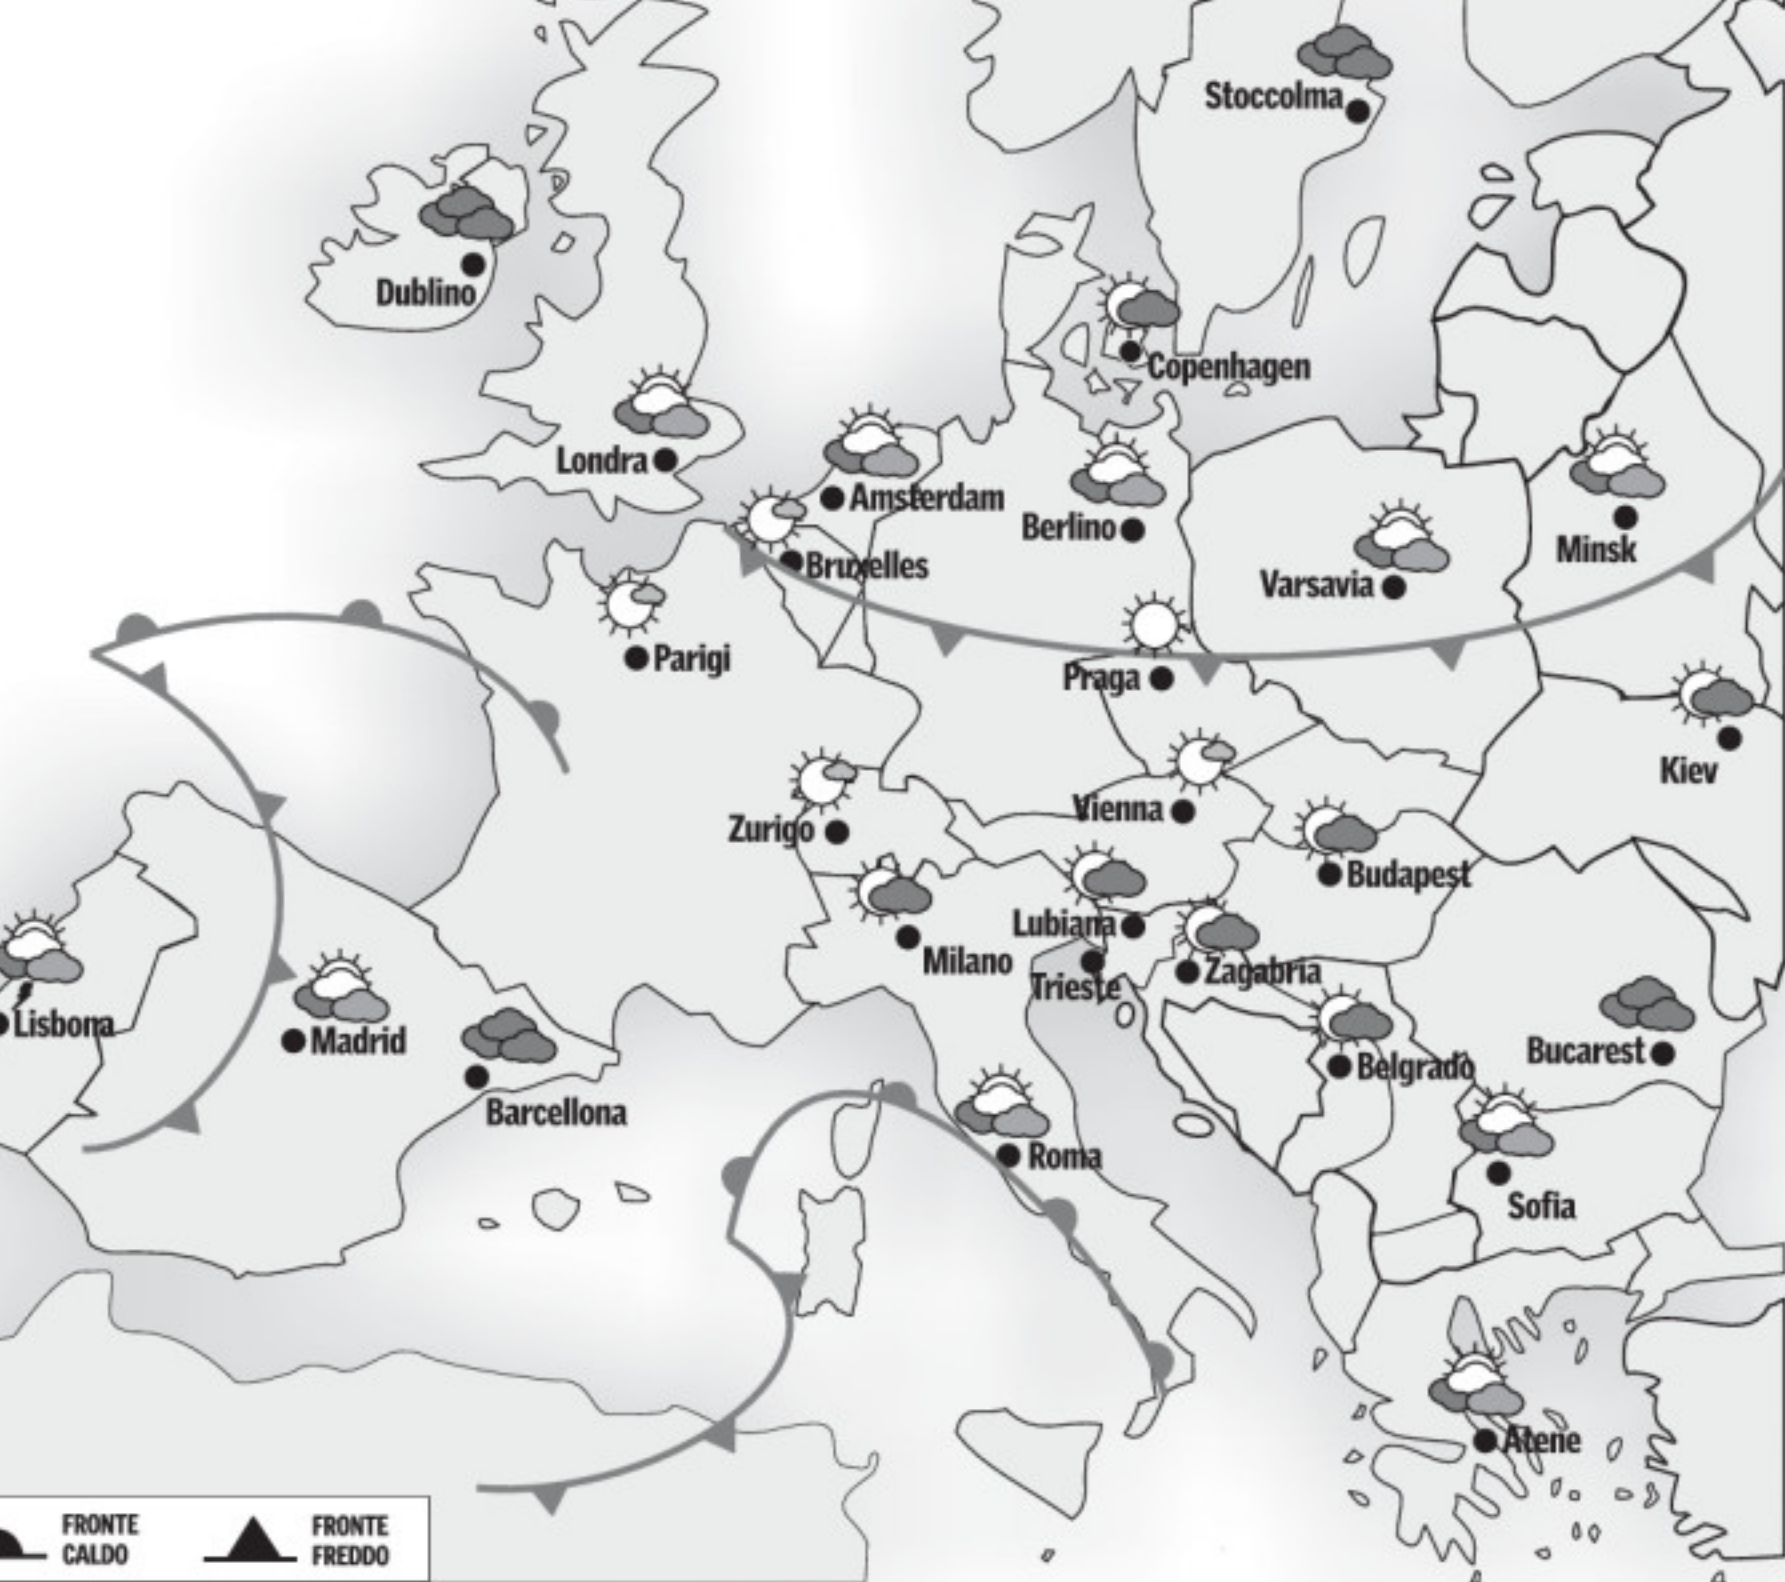 Stoccolma
Dublino
Copenhagen
Londra
Amsterdam
Berlino
Bruxelles
Varsavia
Minsk
Parigi
Praga
Kiev
Vienna
Zurigo
Budapest
Lubiana
Milano
Zagabria
Trieste
Lisbona
Madrid
Belgrado
Bucarest
Barcellona
Roma
Sofia
Atene
FRONTE
CALDO
FRONTE
FREDDO